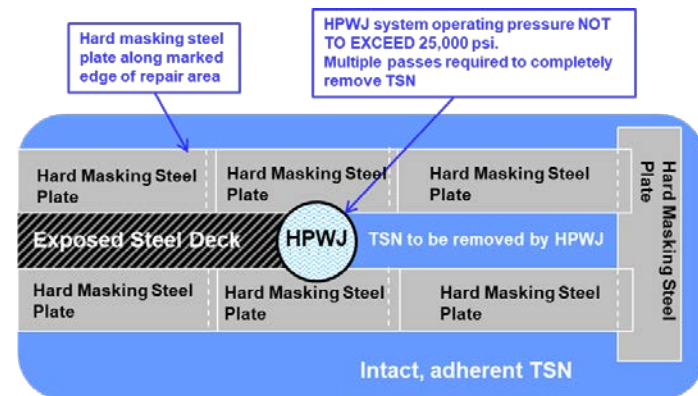 Hard masking steel
plate along marked
edge of repair area
HPWJ system operating pressure NOT
TO EXCEED 25,000 psi.
Multiple passes required to completely
remove TSN
Hard Masking Steel
Plate
Hard Masking Steel
Plate
Hard Masking Steel
Plate
Hard Masking Steel
Plate
Exposed Steel Deck
HPWJ
TSN to be removed by HPWJ
Hard Masking Steel
Plate
Hard Masking Steel
Plate
Hard Masking Steel
Plate
Intact, adherent TSN